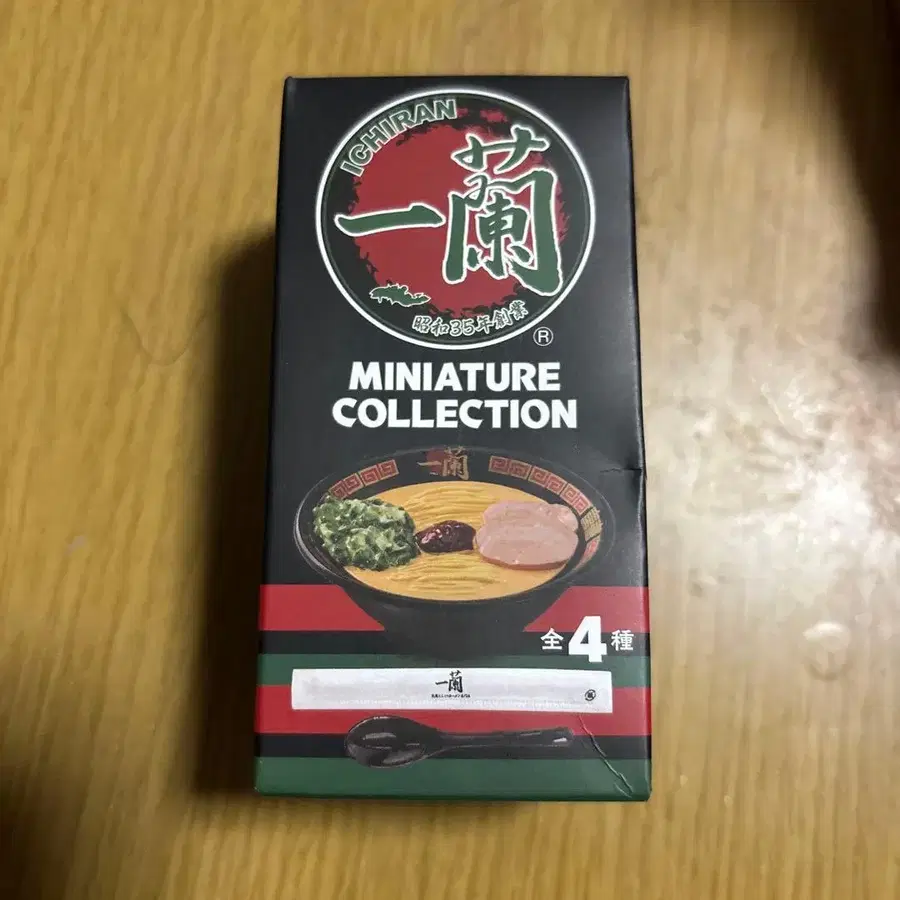 ICHIRAN
一蘭
昭和35年創業
®
MINIATURE
COLLECTION
一蘭
全4種
一蘭